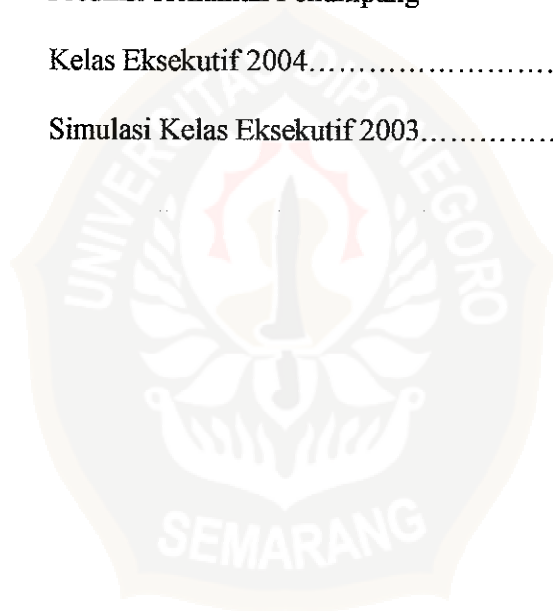 Kelas Eksekutif 2004..........................
Simulasi Kelas Eksekutif 2003...............
UNIVERSITAS DIPONEGORO
SEMARANG